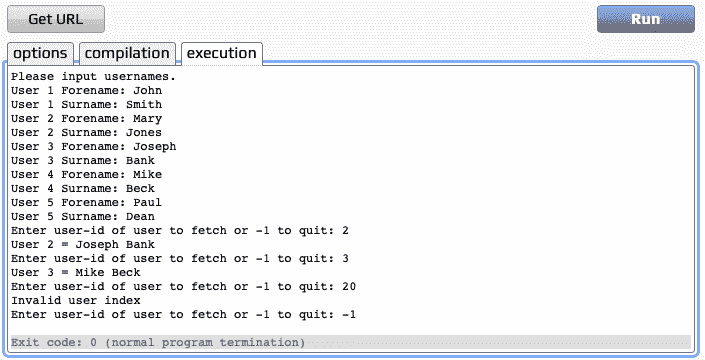 Get URL
Run
options
compilation
execution
Please input usernames.
User 1 Forename: John
User 1 Surname: Smith
User 2 Forename: Mary
User 2 Surname: Jones
User 3 Forename: Joseph
User 3 Surname: Bank
User 4 Forename: Mike
User 4 Surname: Beck
User 5 Forename: Paul
User 5 Surname: Dean
Enter user-id of user to fetch or -1 to quit: 2
User 2 = Joseph Bank
Enter user-id of user to fetch or -1 to quit: 3
User 3 = Mike Beck
Enter user-id of user to fetch or -1 to quit: 20
Invalid user index
Enter user-id of user to fetch or -1 to quit: -1
Exit code: 0 (normal program termination)